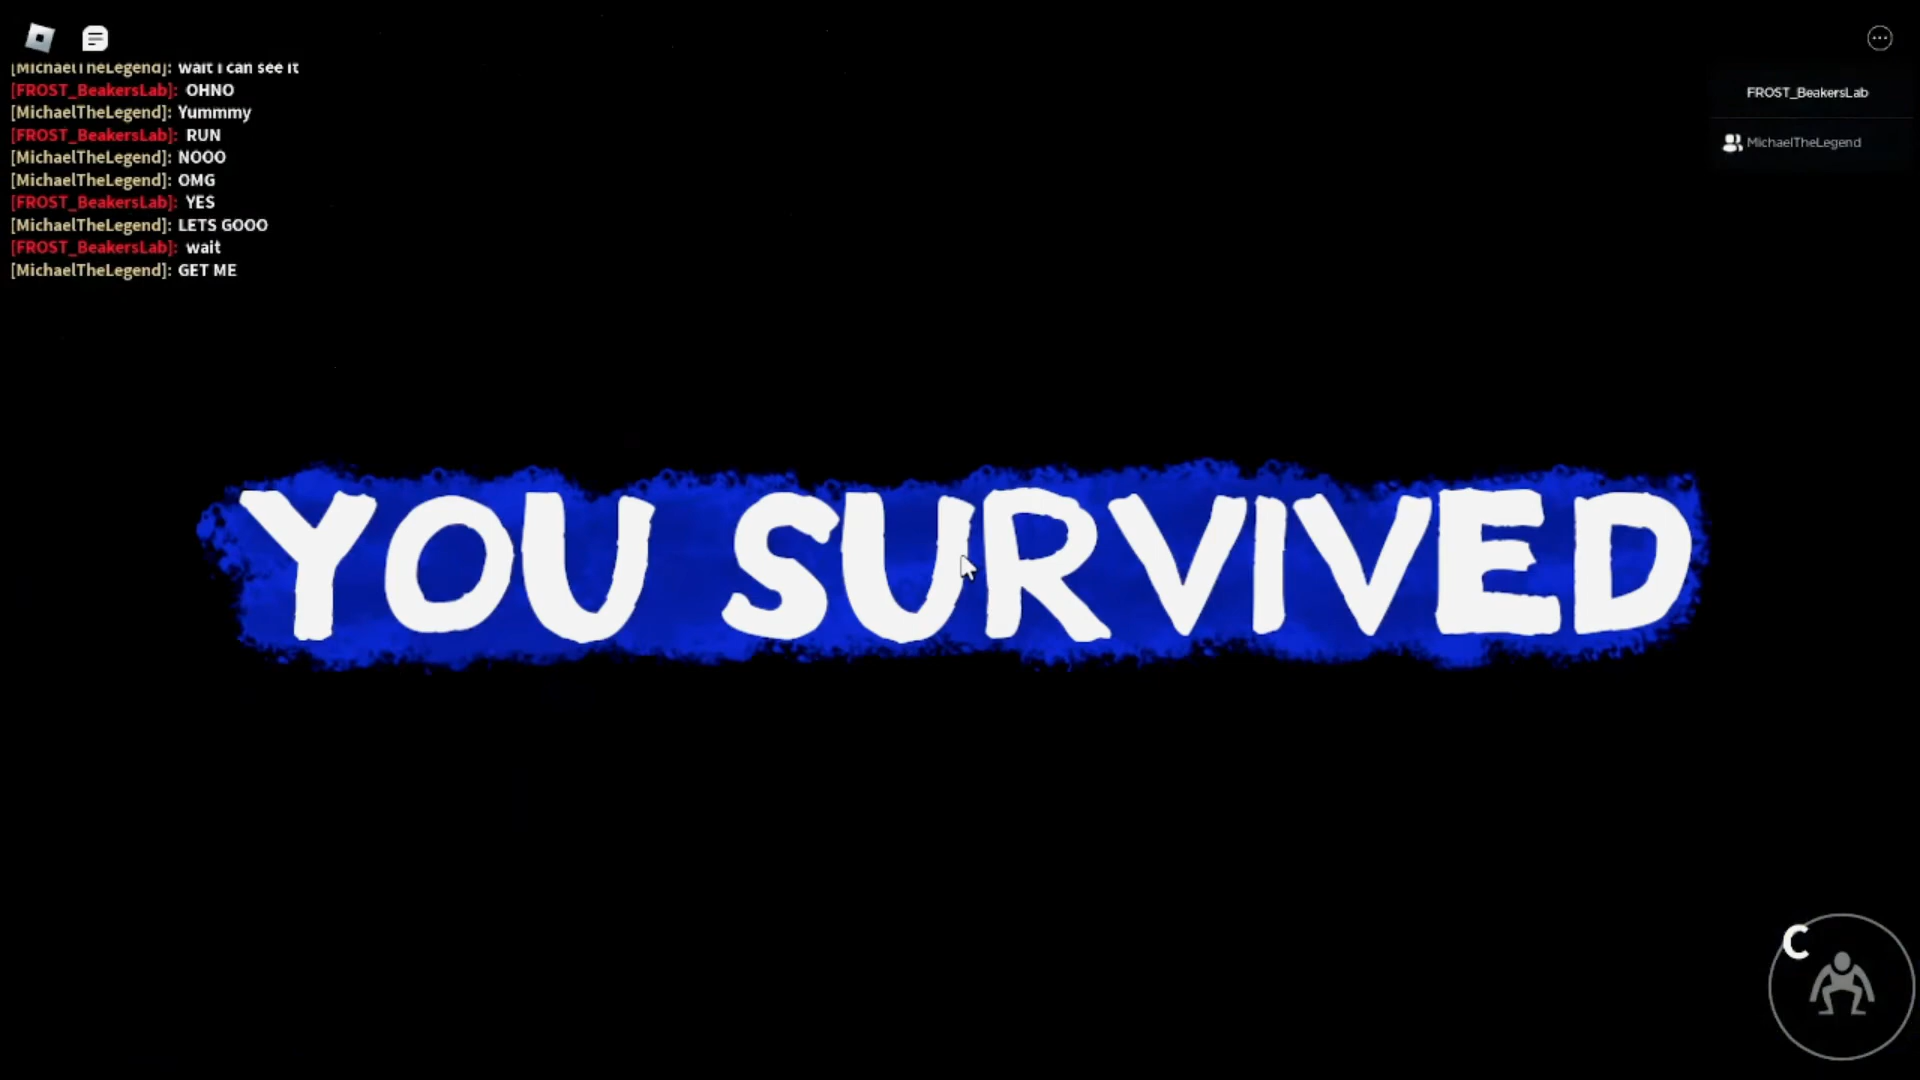 [MichaelTheLegend]: wait i can see it
[FROST_BeakersLab]: OHNO
[MichaelTheLegend]: Yummmy
[FROST_BeakersLab]: RUN
[MichaelTheLegend]: NOOO
[MichaelTheLegend]: OMG
[FROST_BeakersLab]: YES
[MichaelTheLegend]: LETS GOOO
[FROST_BeakersLab]: wait
[MichaelTheLegend]: GET ME
FROST_BeakersLab
MichaelTheLegend
YOU SURVIVED
C